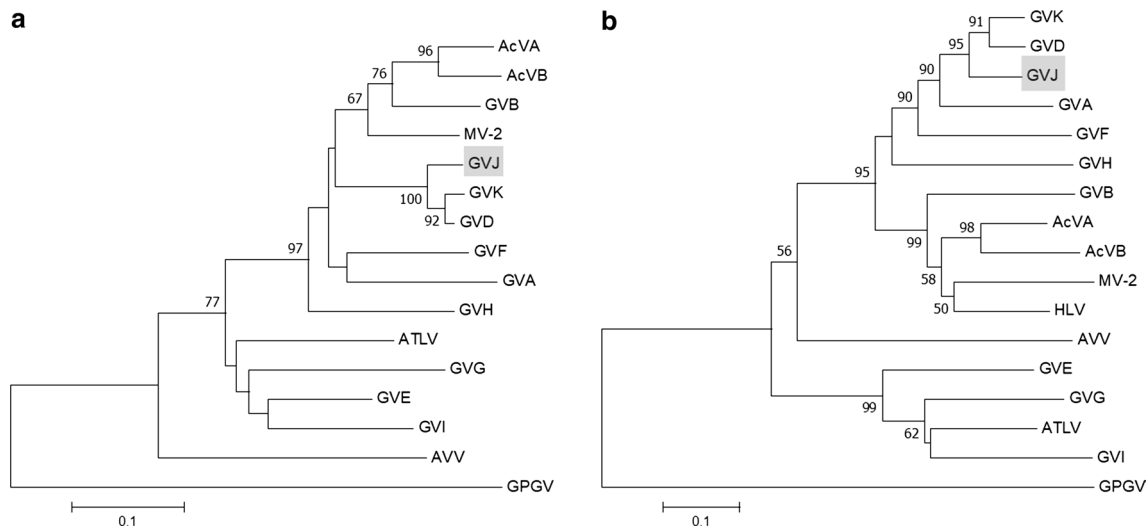 a
96
AcVA
76
AcVB
67
GVB
MV-2
GVJ
100
GVK
92
GVD
97
GVF
GVA
77
GVH
ATLV
GVG
GVE
GVI
AVV
GPGV
0.1
b
91
GVK
95
GVD
90
GVJ
90
GVA
GVF
95
GVH
GVB
98
AcVA
99
AcVB
56
58
MV-2
50
HLV
AVV
GVE
99
GVG
62
ATLV
GVI
GPGV
0.1